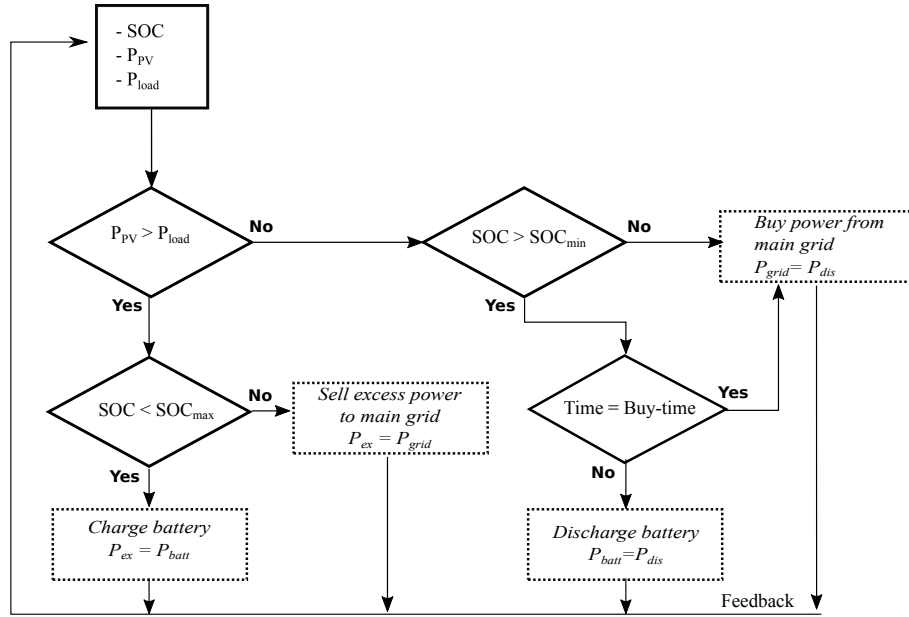 - SOC
- P_PV
- P_load
P_PV > P_load
No
SOC > SOC_min
No
Buy power from
main grid
P_grid= P_dis
Yes
Yes
SOC < SOC_max
No
Sell excess power
to main grid
P_ex = P_grid
Time = Buy-time
Yes
Yes
No
Charge battery
P_ex = P_batt
Discharge battery
P_batt=P_dis
Feedback